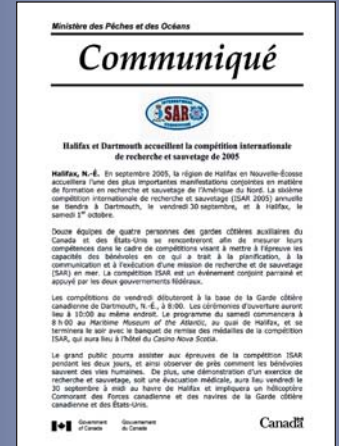 Ministère des Pêches et des Océans
Communiqué
INTERNATIONAL
SAR
Halifax et Dartmouth accueillent la compétition internationale
de recherche et sauvetage de 2005
Halifax, N.-É. En septembre 2005, la région de Halifax en Nouvelle-Écosse
accueillera l'une des plus importantes manifestations conjointes en matière
de formation en recherche et sauvetage de l'Amérique du Nord. La sixième
compétition internationale de recherche et sauvetage (ISAR 2005) annuelle
se tiendra à Dartmouth, le vendredi 30 septembre, et à Halifax, le
samedi 1er octobre.
Douze équipes de quatre personnes des gardes côtières auxiliaires du
Canada et des États-Unis se rencontreront afin de mesurer leurs
compétences dans le cadre de compétitions visant à mettre à l'épreuve les
capacités des bénévoles en ce qui a trait à la planification, à la
communication et à l'exécution d'une mission de recherche et de sauvetage
(SAR) en mer. La compétition ISAR est un événement conjoint parrainé et
appuyé par les deux gouvernements fédéraux.
Les compétitions de vendredi débuteront à la base de la Garde côtière
canadienne de Dartmouth, N.-É., à 8:00. Les cérémonies d'ouverture auront
lieu à 10:00 au même endroit. Le programme du samedi commencera à
8 h 00 au Maritime Museum of the Atlantic, au quai de Halifax, et se
terminera le soir avec le banquet de remise des médailles de la compétition
ISAR, qui aura lieu à l'hôtel du Casino Nova Scotia.
Le grand public pourra assister aux épreuves de la compétition ISAR
pendant les deux jours, et ainsi observer de près comment les bénévoles
sauvent des vies humaines. De plus, une démonstration d'un exercice de
recherche et sauvetage, soit une évacuation médicale, aura lieu vendredi le
30 septembre à midi au havre de Halifax et impliquera un hélicoptère
Cormorant des Forces canadienne et des navires de la Garde côtière
canadienne et des États-Unis.
Government of Canada
Gouvernement du Canada
Canada